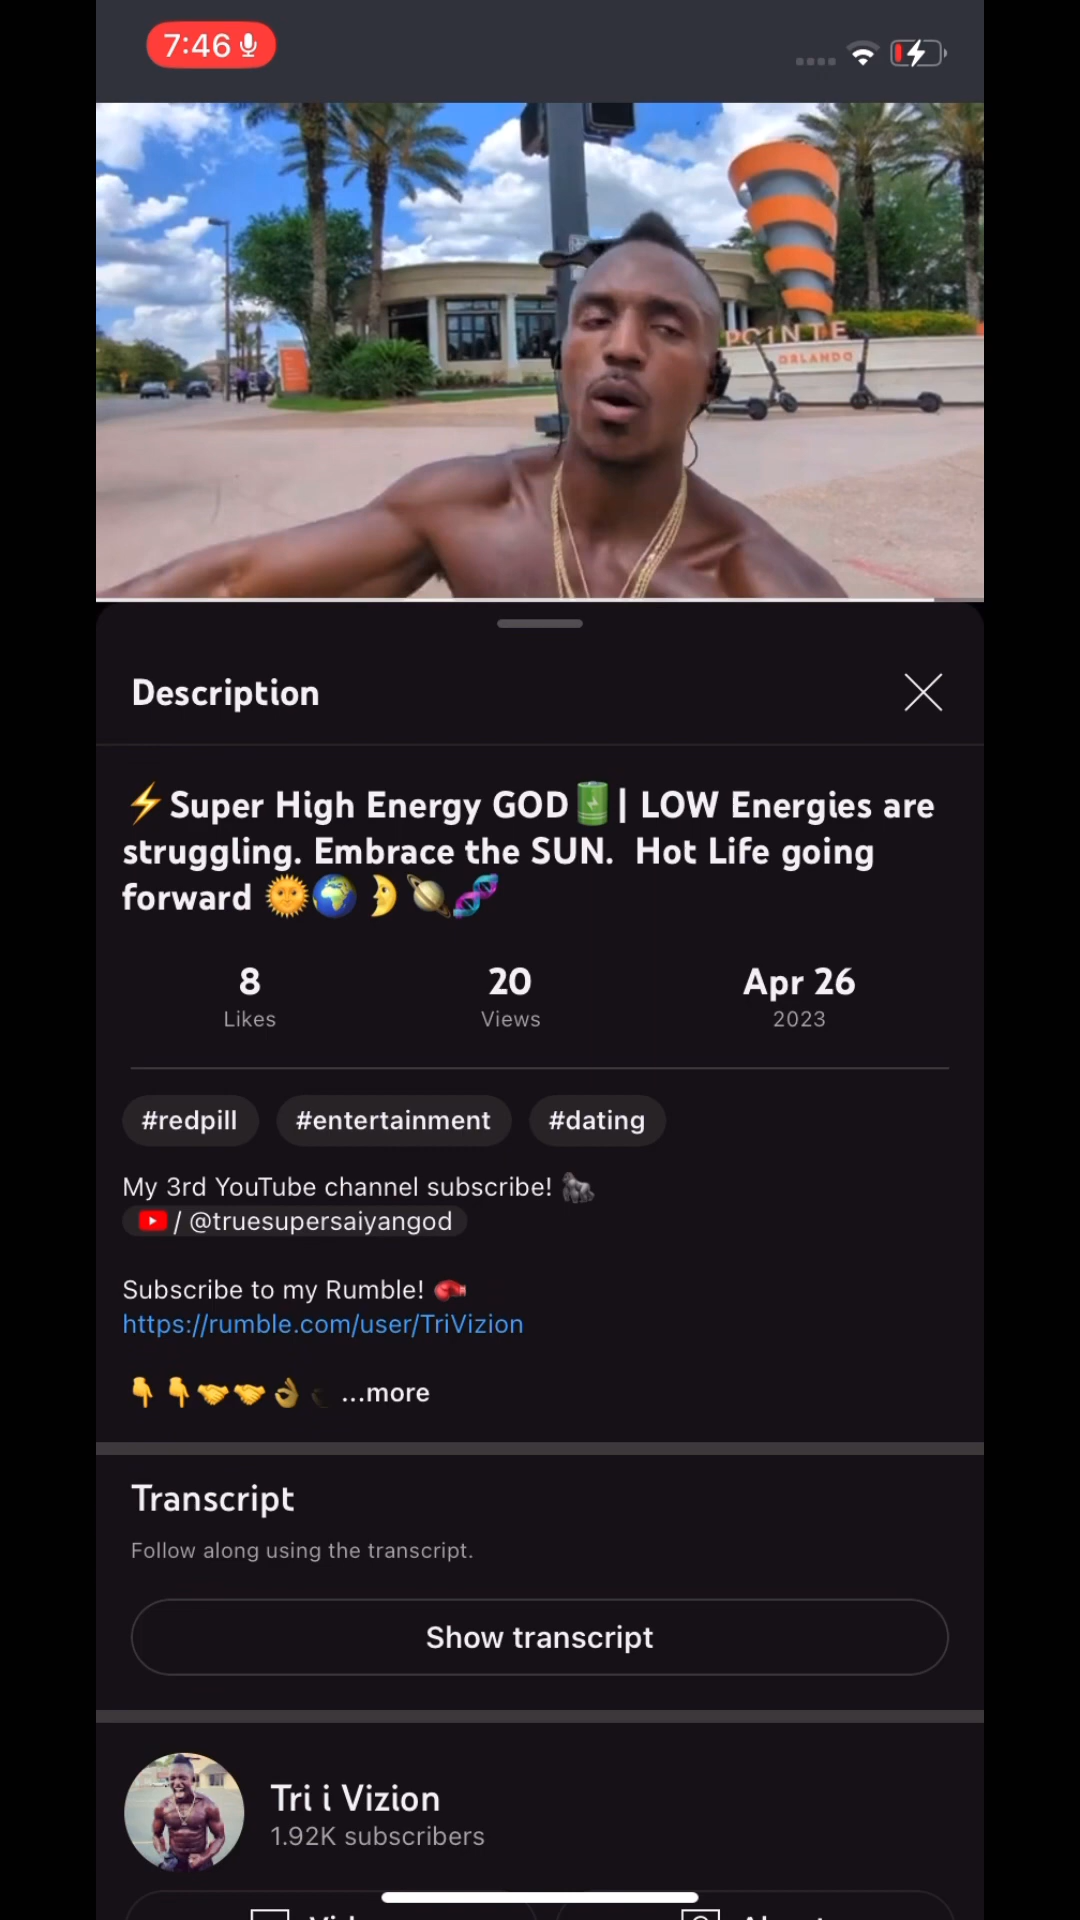 7:46
POINTE
ORLANDO
Description
⚡Super High Energy GOD🔋| LOW Energies are
struggling. Embrace the SUN. Hot Life going
forward 🌞🌍🌛🪐🧬
8 20 Apr 26
Likes Views 2023
#redpill #entertainment #dating
My 3rd YouTube channel subscribe! 🦍
/ @truesupersaiyangod
Subscribe to my Rumble! 🥊
https://rumble.com/user/TriVizion
👇👇🤝🤝👌 ...more
Transcript
Follow along using the transcript.
Show transcript
Tri i Vizion
1.92K subscribers